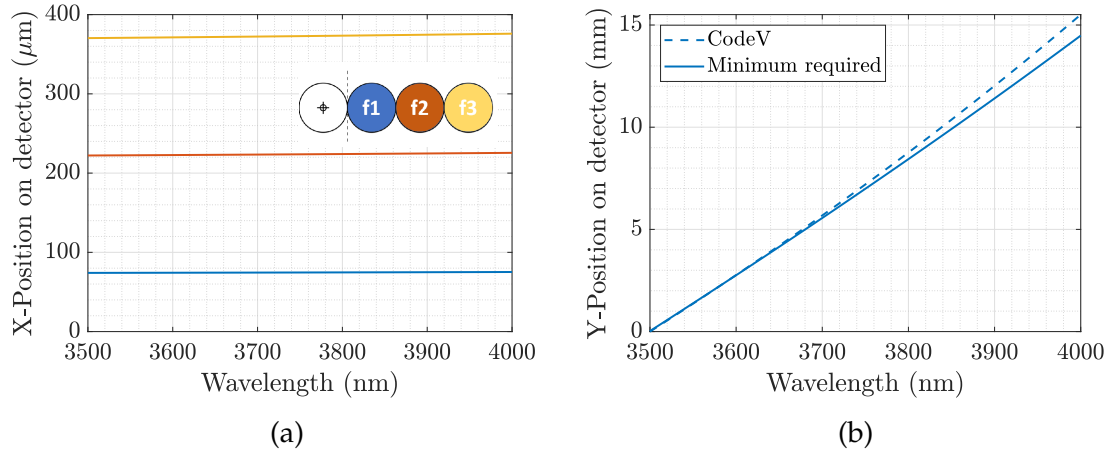 400
300
200
100
0
X-Position on detector (μm)
f1 f2 f3
3500 3600 3700 3800 3900 4000
Wavelength (nm)
(a)
15
10
5
0
Y-Position on detector (mm)
CodeV
Minimum required
3500 3600 3700 3800 3900 4000
Wavelength (nm)
(b)